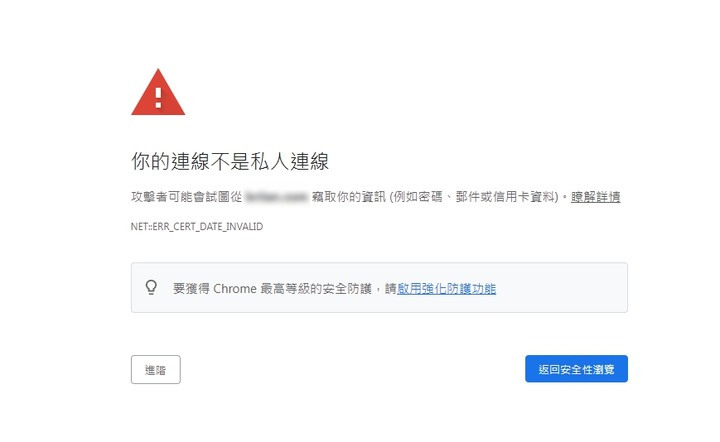 你的連線不是私人連線
攻擊者可能會試圖從 竊取你的資訊 (例如密碼、郵件或信用卡資料)。瞭解詳情
NET::ERR_CERT_DATE_INVALID
要獲得 Chrome 最高等級的安全防護，請啟用強化防護功能
進階
返回安全性瀏覽